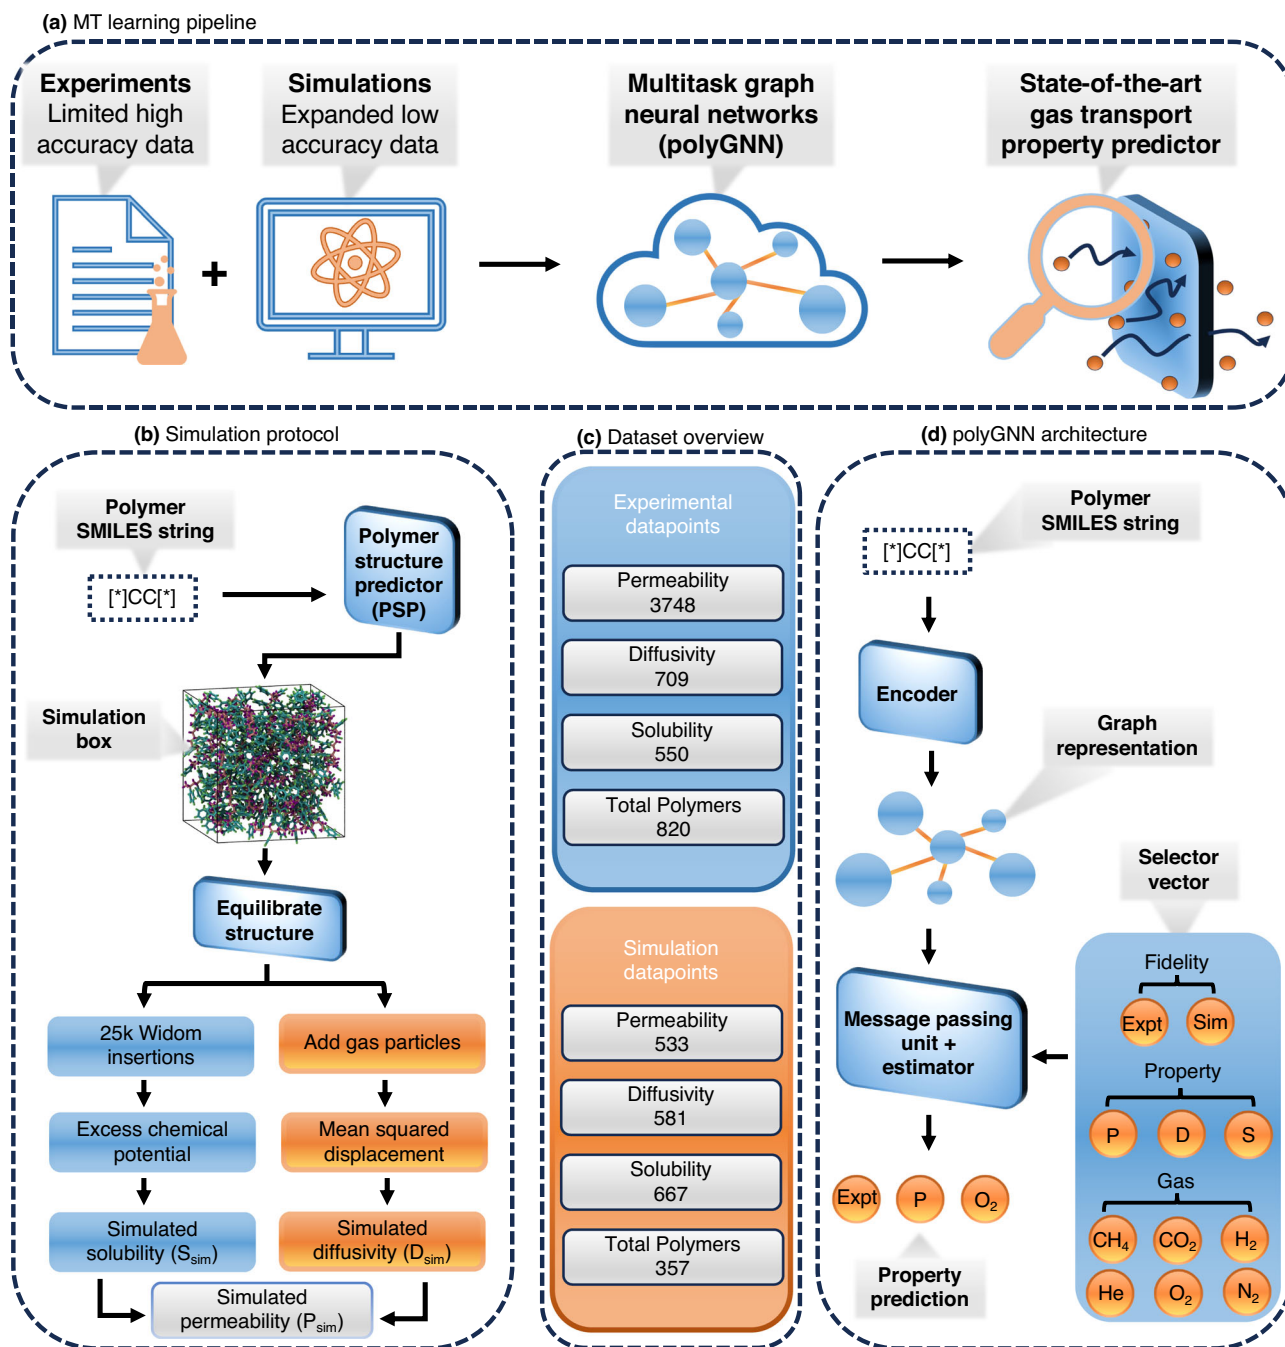 (a) MT learning pipeline
Experiments
Limited high
accuracy data
Simulations
Expanded low
accuracy data
Multitask graph
neural networks
(polyGNN)
State-of-the-art
gas transport
property predictor
+
(b) Simulation protocol
Polymer
SMILES string
[*]CC[*]
Polymer
structure
predictor
(PSP)
Simulation
box
Equilibrate
structure
25k Widom
insertions
Add gas particles
Excess chemical
potential
Mean squared
displacement
Simulated
solubility (Ssim)
Simulated
diffusivity (Dsim)
Simulated
permeability (Psim)
(c) Dataset overview
Experimental
datapoints
Permeability
3748
Diffusivity
709
Solubility
550
Total Polymers
820
Simulation
datapoints
Permeability
533
Diffusivity
581
Solubility
667
Total Polymers
357
(d) polyGNN architecture
Polymer
SMILES string
[*]CC[*]
Encoder
Graph
representation
Selector
vector
Message passing
unit +
estimator
Fidelity
Expt Sim
Property
P D S
Gas
CH4 CO2 H2
He O2 N2
Expt P O2
Property
prediction